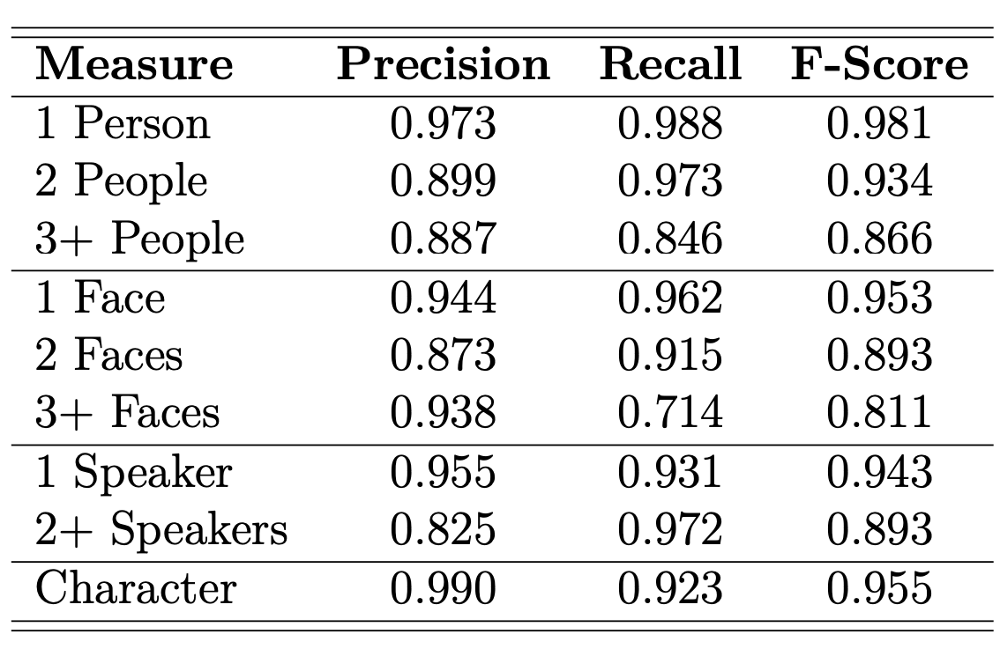 Measure Precision Recall F-Score
1 Person 0.973 0.988 0.981
2 People 0.899 0.973 0.934
3+ People 0.887 0.846 0.866
1 Face 0.944 0.962 0.953
2 Faces 0.873 0.915 0.893
3+ Faces 0.938 0.714 0.811
1 Speaker 0.955 0.931 0.943
2+ Speakers 0.825 0.972 0.893
Character 0.990 0.923 0.955